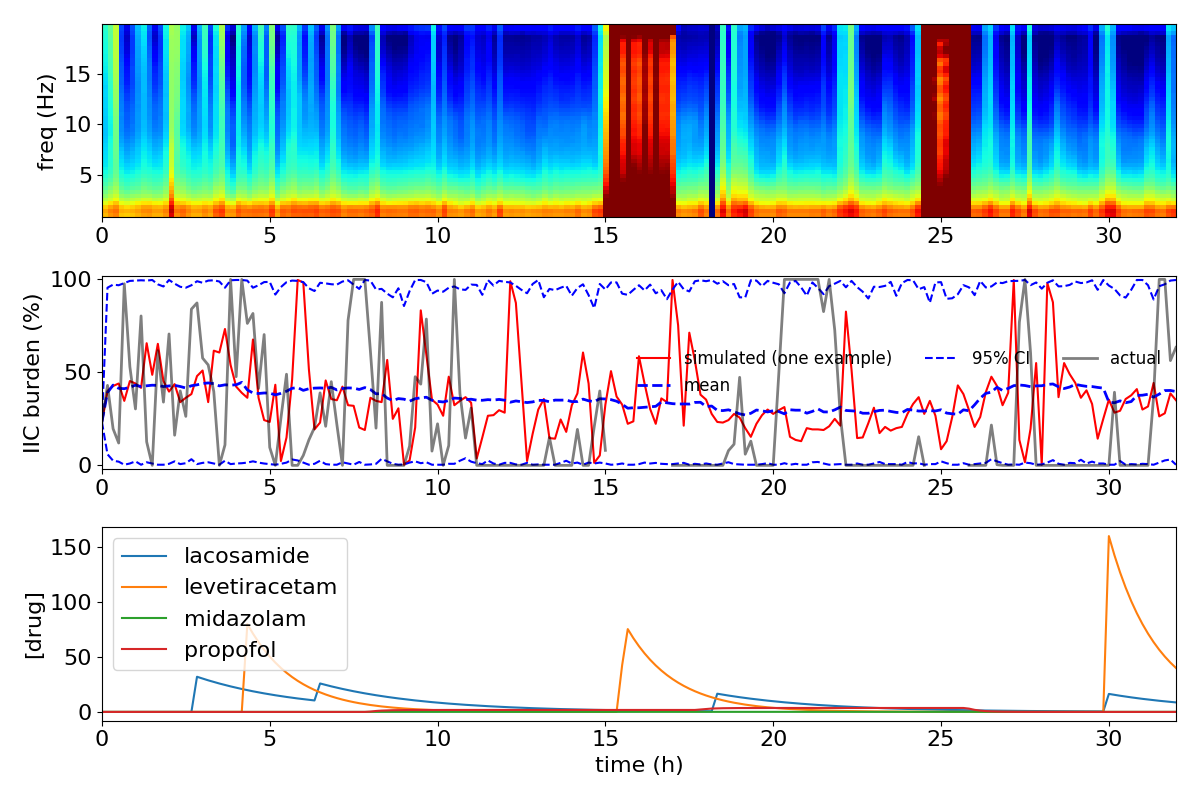 freq (Hz)
15
10
5
0 5 10 15 20 25 30
IIC burden (%)
100
50
0
simulated (one example) 95% CI actual
mean
0 5 10 15 20 25 30
[drug]
150
100
50
0
lacosamide
levetiracetam
midazolam
propofol
0 5 10 15 20 25 30
time (h)